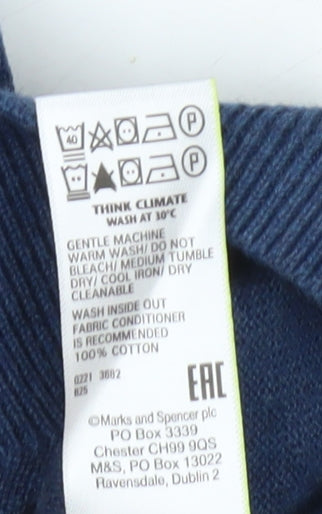 40 P
P
THINK CLIMATE
WASH AT 30°C
GENTLE MACHINE
WARM WASH/ DO NOT
BLEACH/ MEDIUM TUMBLE
DRY/ COOL IRON/ DRY
CLEANABLE
WASH INSIDE OUT
FABRIC CONDITIONER
IS RECOMMENDED
100% COTTON
0221 3682
825
EAC
©Marks and Spencer plc
PO Box 3339
Chester CH99 9QS
M&S, PO Box 13022
Ravensdale, Dublin 2